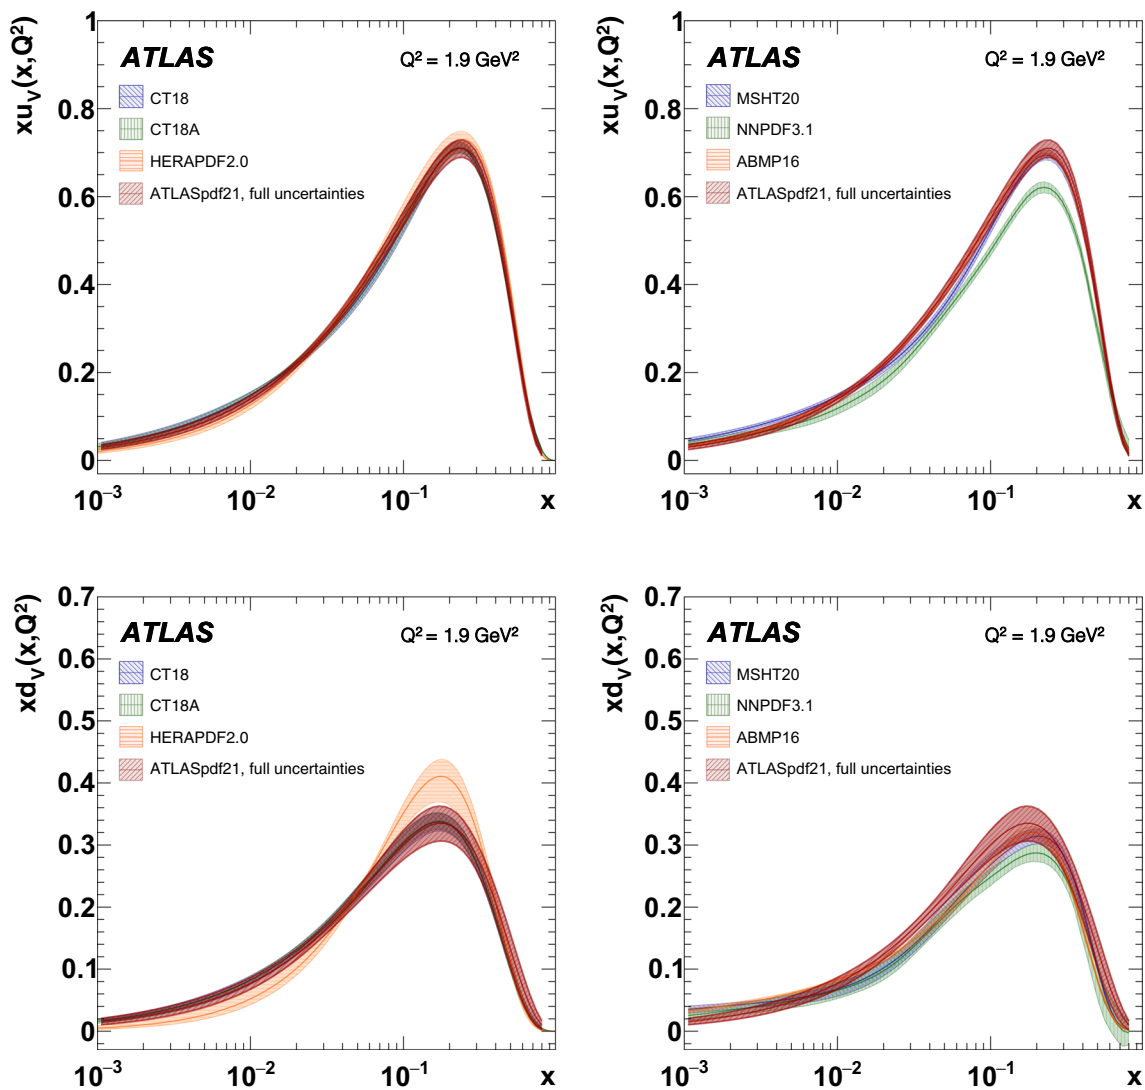 xu_V(x,Q²)
1
0.8
0.6
0.4
0.2
0
ATLAS Q² = 1.9 GeV²
CT18
CT18A
HERAPDF2.0
ATLASpdf21, full uncertainties
10⁻³ 10⁻² 10⁻¹ x
xu_V(x,Q²)
1
0.8
0.6
0.4
0.2
0
ATLAS Q² = 1.9 GeV²
MSHT20
NNPDF3.1
ABMP16
ATLASpdf21, full uncertainties
10⁻³ 10⁻² 10⁻¹ x
xd_V(x,Q²)
0.7
0.6
0.5
0.4
0.3
0.2
0.1
0
ATLAS Q² = 1.9 GeV²
CT18
CT18A
HERAPDF2.0
ATLASpdf21, full uncertainties
10⁻³ 10⁻² 10⁻¹ x
xd_V(x,Q²)
0.7
0.6
0.5
0.4
0.3
0.2
0.1
0
ATLAS Q² = 1.9 GeV²
MSHT20
NNPDF3.1
ABMP16
ATLASpdf21, full uncertainties
10⁻³ 10⁻² 10⁻¹ x